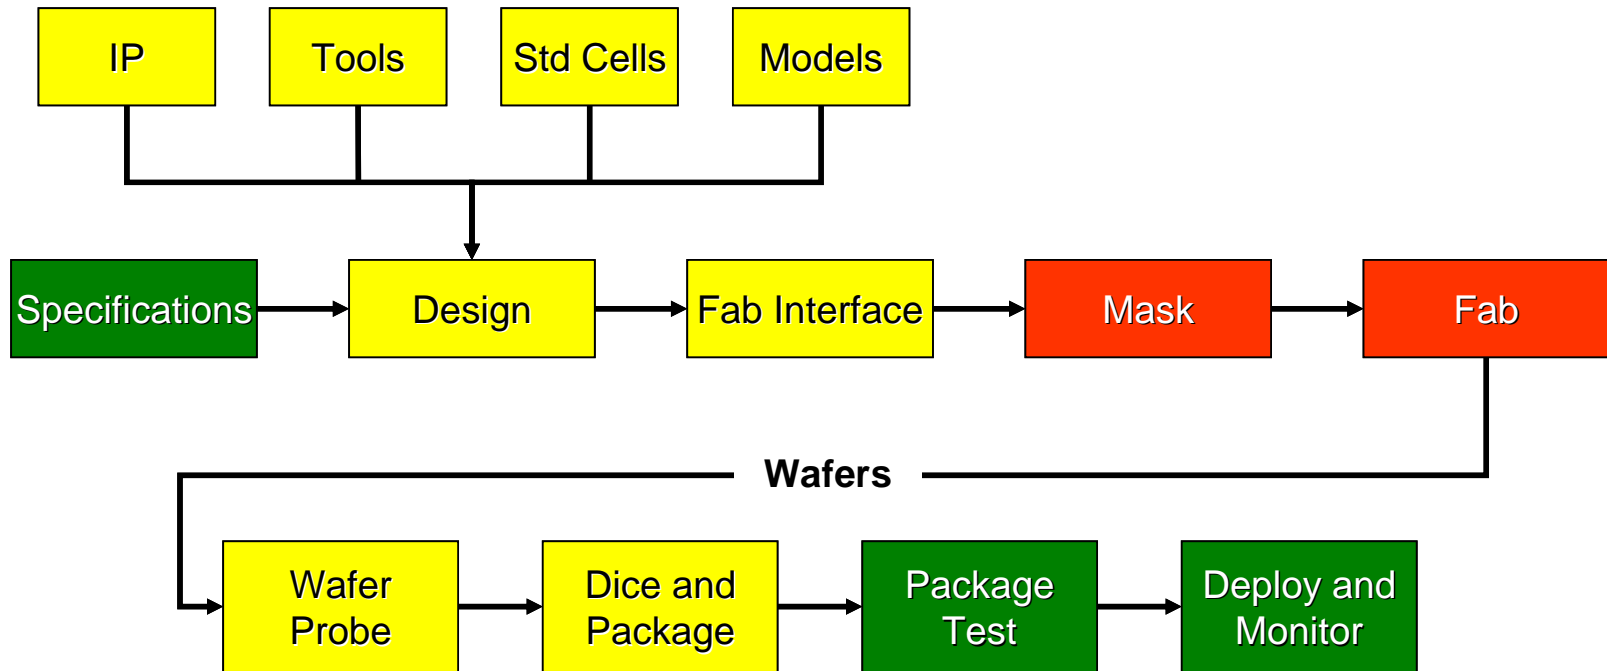 IP
Tools
Std Cells
Models
Specifications
Design
Fab Interface
Mask
Fab
Wafers
Wafer
Probe
Dice and
Package
Package
Test
Deploy and
Monitor